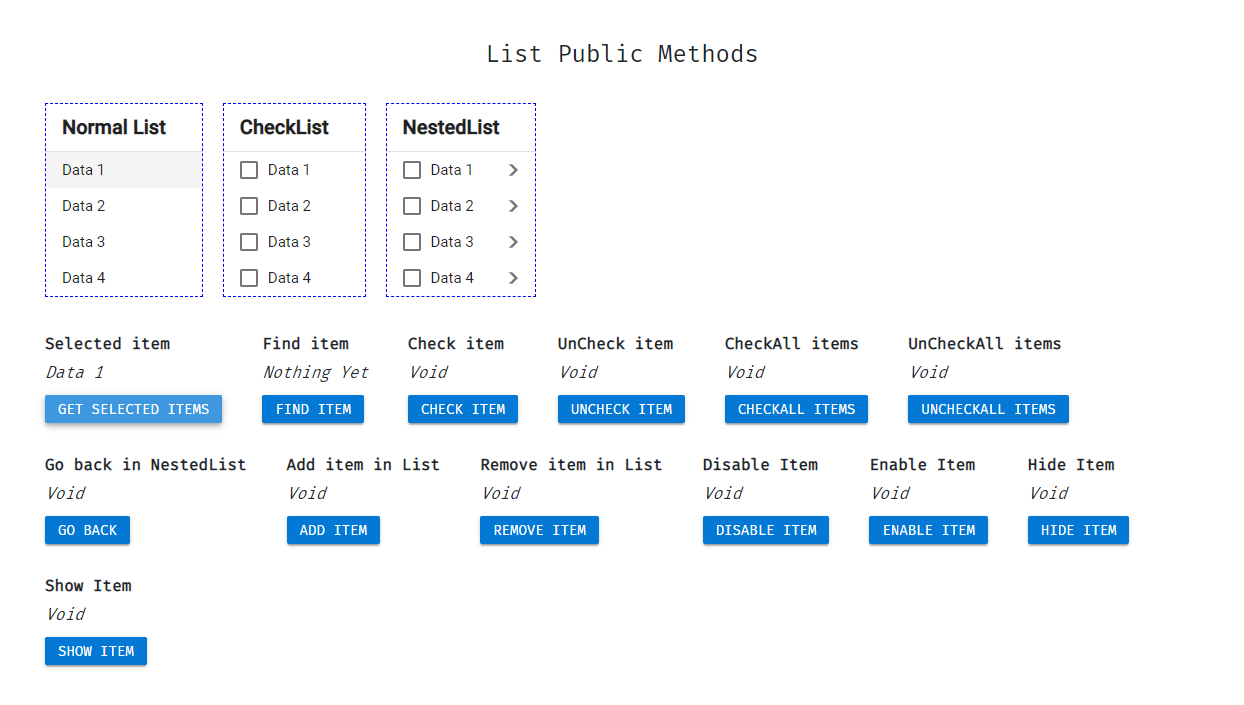 List Public Methods
Normal List
Data 1
Data 2
Data 3
Data 4
CheckList
Data 1
Data 2
Data 3
Data 4
NestedList
Data 1
Data 2
Data 3
Data 4
Selected item
Data 1
GET SELECTED ITEMS
Find item
Nothing Yet
FIND ITEM
Check item
Void
CHECK ITEM
UnCheck item
Void
UNCHECK ITEM
CheckAll items
Void
CHECKALL ITEMS
UnCheckAll items
Void
UNCHECKALL ITEMS
Go back in NestedList
Void
GO BACK
Add item in List
Void
ADD ITEM
Remove item in List
Void
REMOVE ITEM
Disable Item
Void
DISABLE ITEM
Enable Item
Void
ENABLE ITEM
Hide Item
Void
HIDE ITEM
Show Item
Void
SHOW ITEM